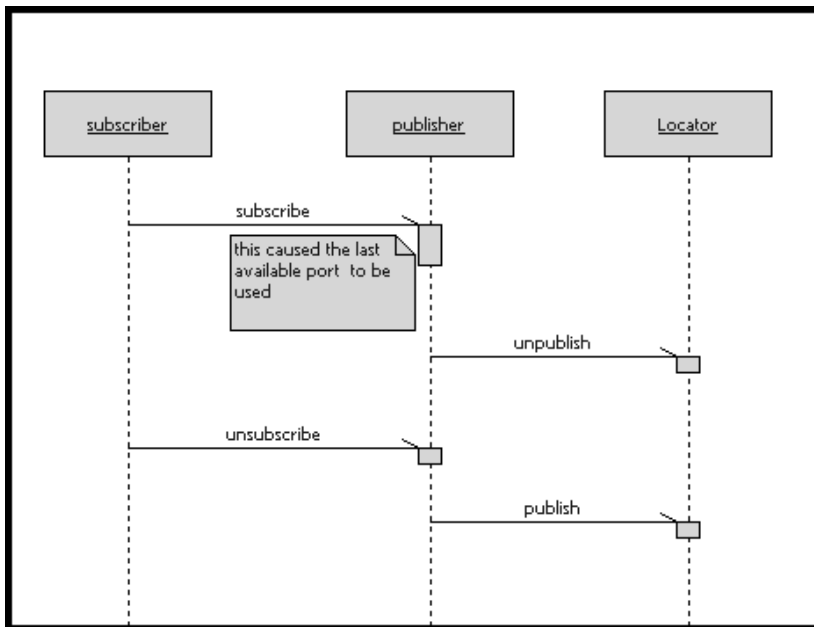 subscriber
publisher
Locator
subscribe
this caused the last
available port  to be
used
unpublish
unsubscribe
publish